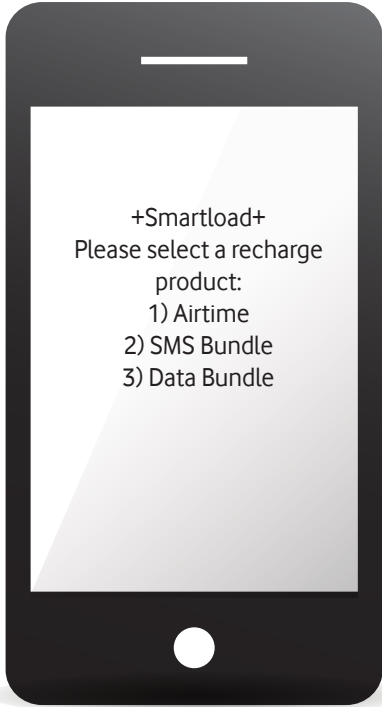 +Smartload+
Please select a recharge
product:
1) Airtime
2) SMS Bundle
3) Data Bundle